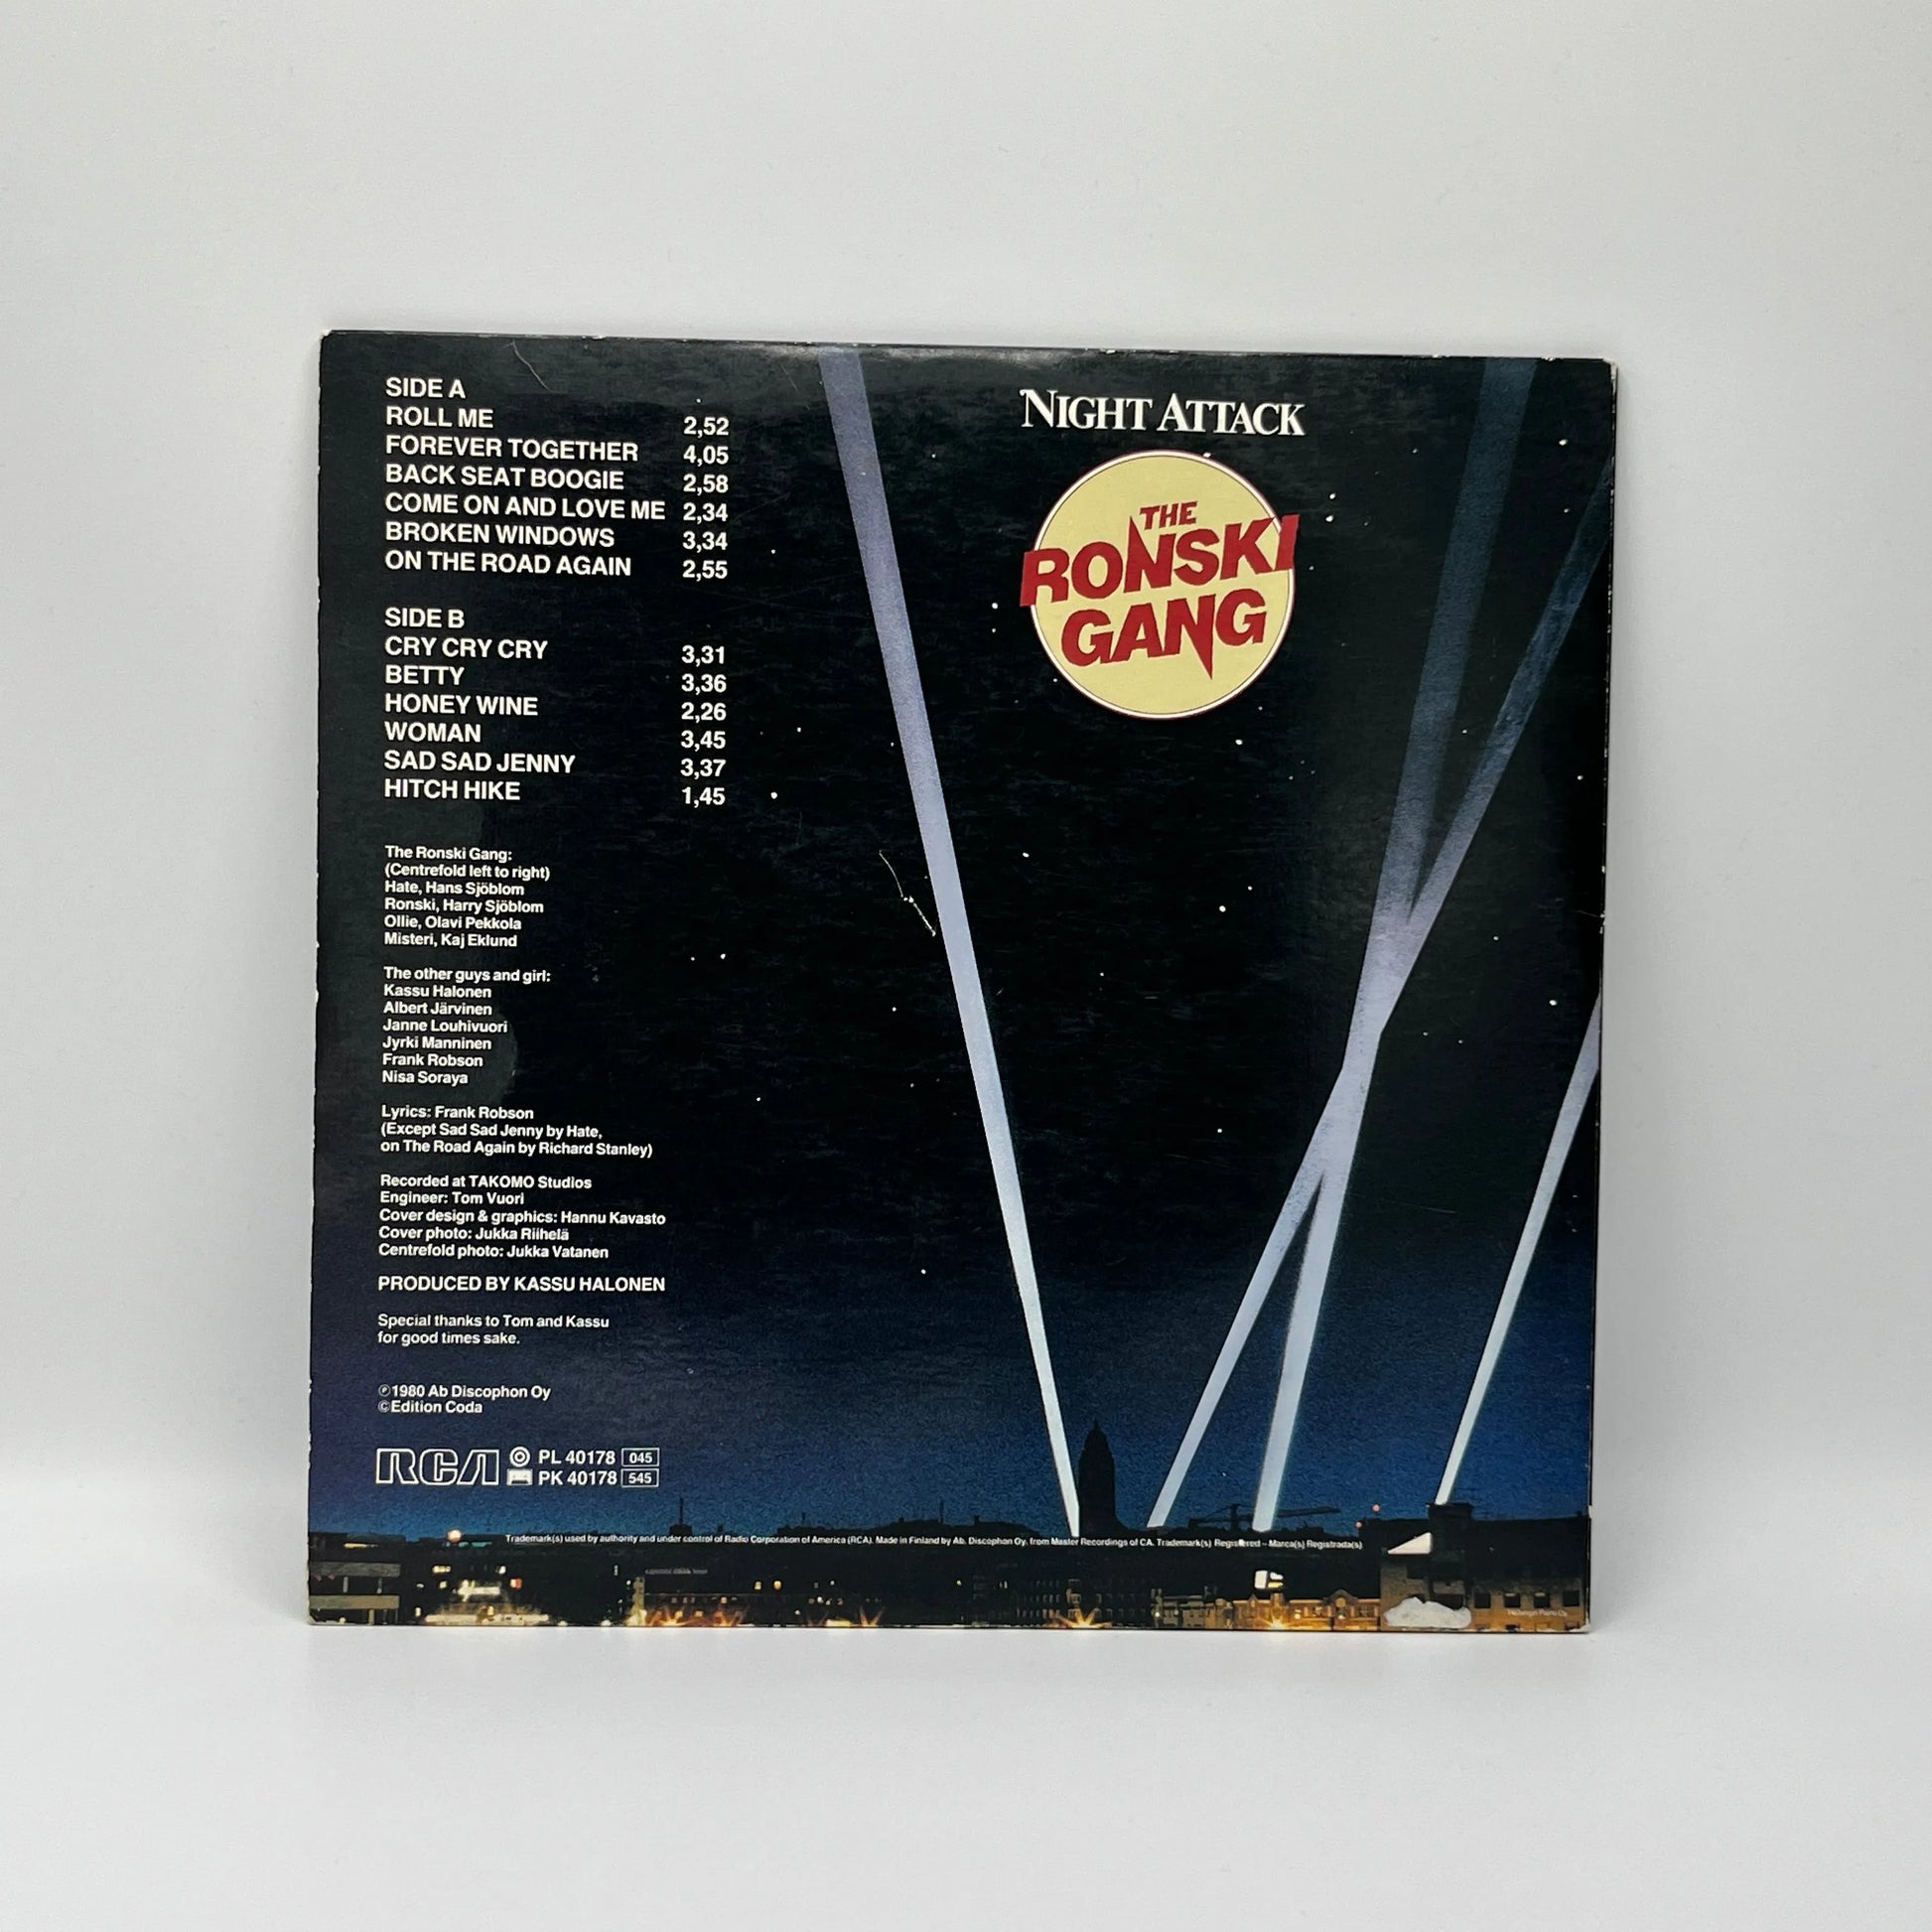 SIDE A
ROLL ME 2,52
FOREVER TOGETHER 4,05
BACK SEAT BOOGIE 2,58
COME ON AND LOVE ME 2,34
BROKEN WINDOWS 3,34
ON THE ROAD AGAIN 2,55
SIDE B
CRY CRY CRY 3,31
BETTY 3,36
HONEY WINE 2,26
WOMAN 3,45
SAD SAD JENNY 3,37
HITCH HIKE 1,45
The Ronski Gang:
(Centrefold left to right)
Hate, Hans Sjöblom
Ronski, Harry Sjöblom
Ollie, Olavi Pekkola
Misteri, Kaj Eklund
The other guys and girl:
Kassu Halonen
Albert Järvinen
Janne Louhivuori
Jyrki Manninen
Frank Robson
Nisa Soraya
Lyrics: Frank Robson
(Except Sad Sad Jenny by Hate,
on The Road Again by Richard Stanley)
Recorded at TAKOMO Studios
Engineer: Tom Vuori
Cover design & graphics: Hannu Kavasto
Cover photo: Jukka Riihelä
Centrefold photo: Jukka Vatanen
PRODUCED BY KASSU HALONEN
Special thanks to Tom and Kassu
for good times sake.
℗1980 Ab Discophon Oy
©Edition Coda
RCA PL 40178 045
PK 40178 545
NIGHT ATTACK
THE
RONSKI
GANG
Trademark(s) used by authority and under control of Radio Corporation of America (RCA). Made in Finland by Ab. Discophon Oy. from Master Recordings of CA. Trademark(s) Registered – Marca(s) Registrada(s)